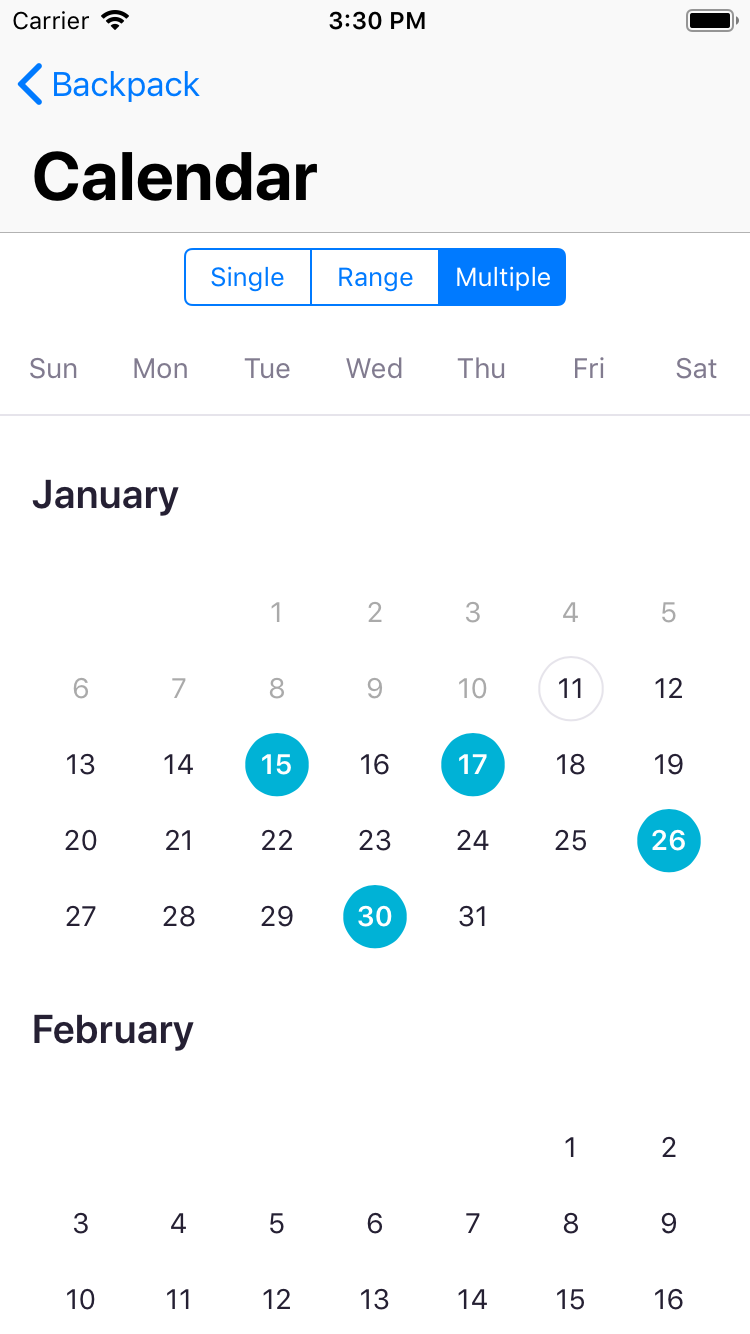 Carrier 3:30 PM
Backpack
Calendar
Single Range Multiple
Sun Mon Tue Wed Thu Fri Sat
January
1 2 3 4 5
6 7 8 9 10 11 12
13 14 15 16 17 18 19
20 21 22 23 24 25 26
27 28 29 30 31
February
1 2
3 4 5 6 7 8 9
10 11 12 13 14 15 16